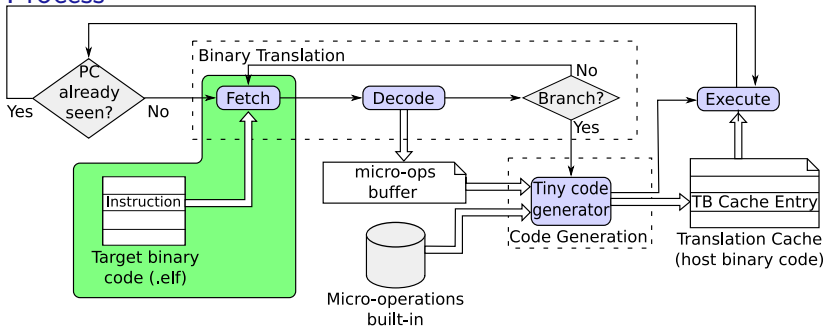 Process
Binary Translation
PC
already
seen?
Yes
No
Fetch
Decode
No
Branch?
Yes
Execute
micro-ops
buffer
Tiny code
generator
Code Generation
Instruction
Target binary
code (.elf)
Micro-operations
built-in
TB Cache Entry
Translation Cache
(host binary code)